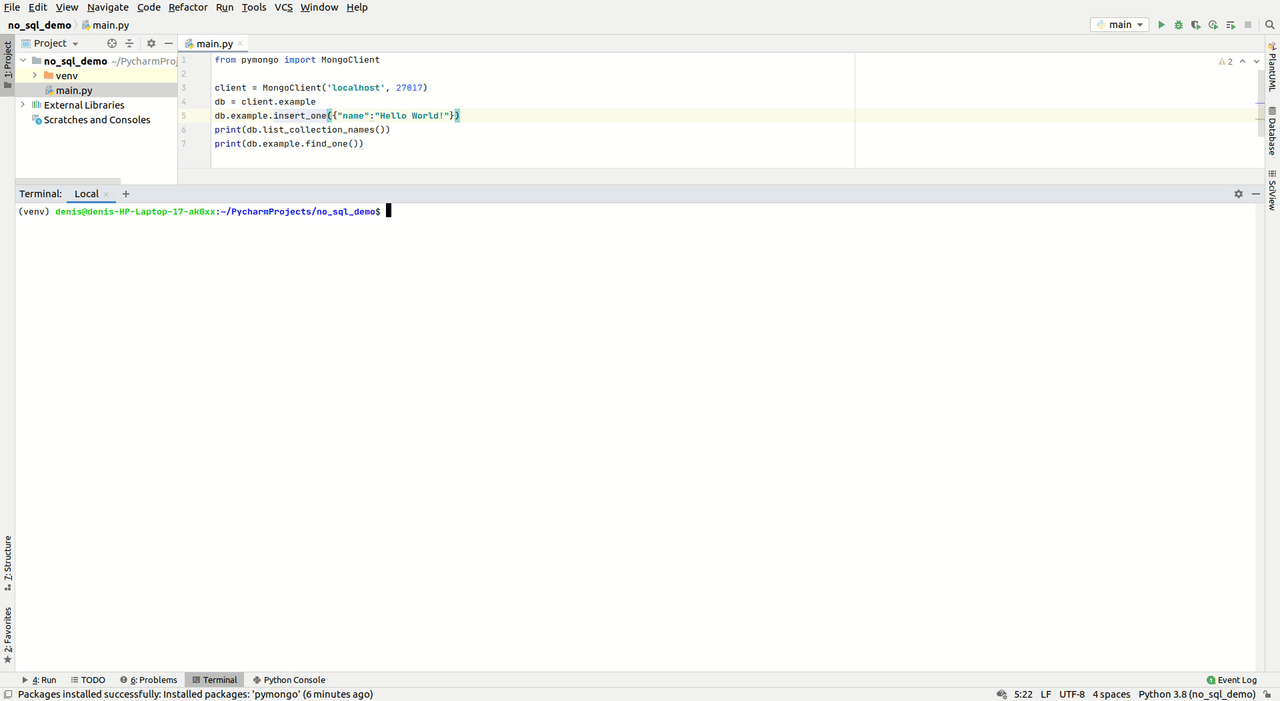 File Edit View Navigate Code Refactor Run Tools VCS Window Help
no_sql_demo main.py
main
Project
main.py
1: Project
no_sql_demo ~/PycharmProj
venv
main.py
External Libraries
Scratches and Consoles
1 from pymongo import MongoClient
2
3 client = MongoClient('localhost', 27017)
4 db = client.example
5 db.example.insert_one({"name":"Hello World!"})
6 print(db.list_collection_names())
7 print(db.example.find_one())
2
PlantUML
Database
SciView
Terminal: Local +
(venv) denis@denis-HP-Laptop-17-ak0xx:~/PycharmProjects/no_sql_demo$
7: Structure
2: Favorites
4: Run TODO 6: Problems Terminal Python Console
1 Event Log
Packages installed successfully: Installed packages: 'pymongo' (6 minutes ago)
5:22 LF UTF-8 4 spaces Python 3.8 (no_sql_demo)